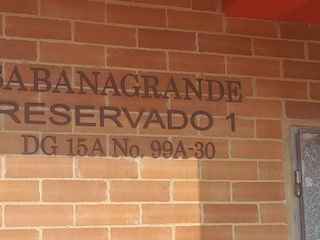 SABANAGRANDE
RESERVADO 1
DG 15A No. 99A-30